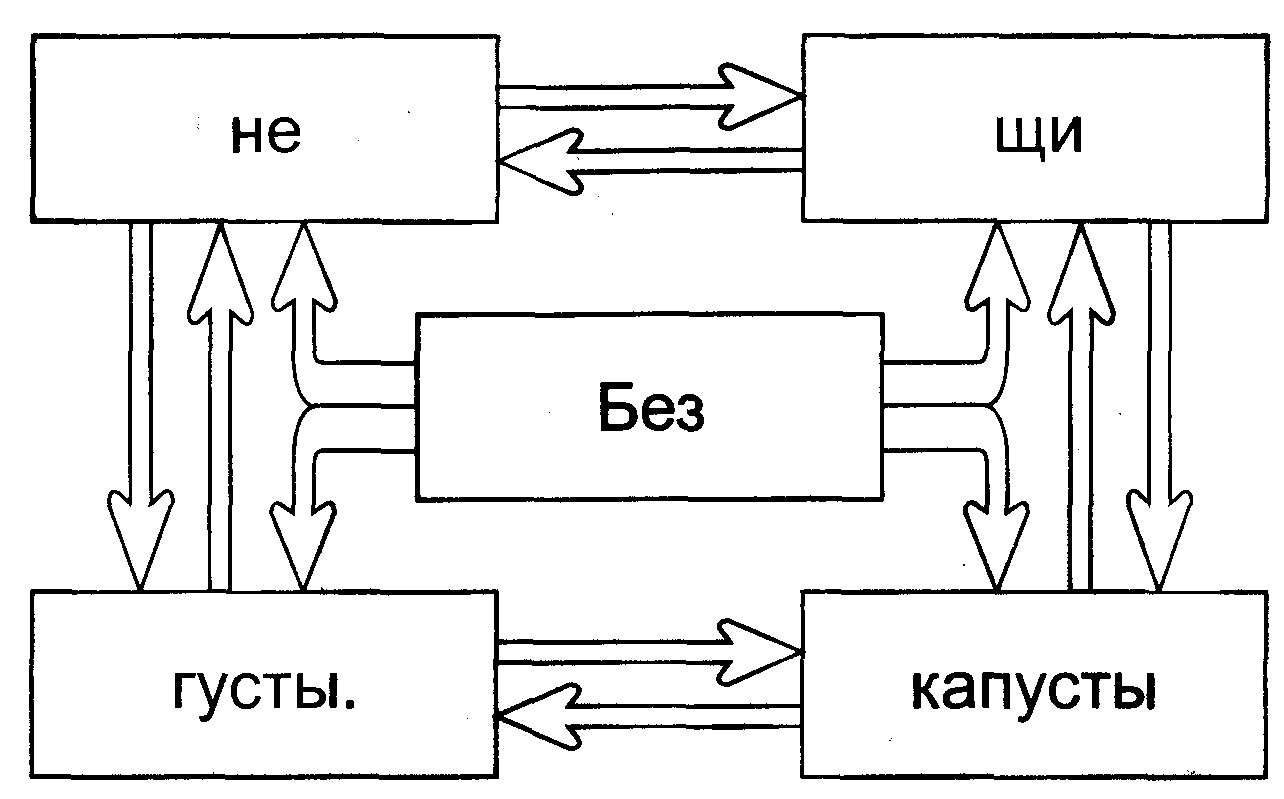 не
щи
Без
густы.
капусты